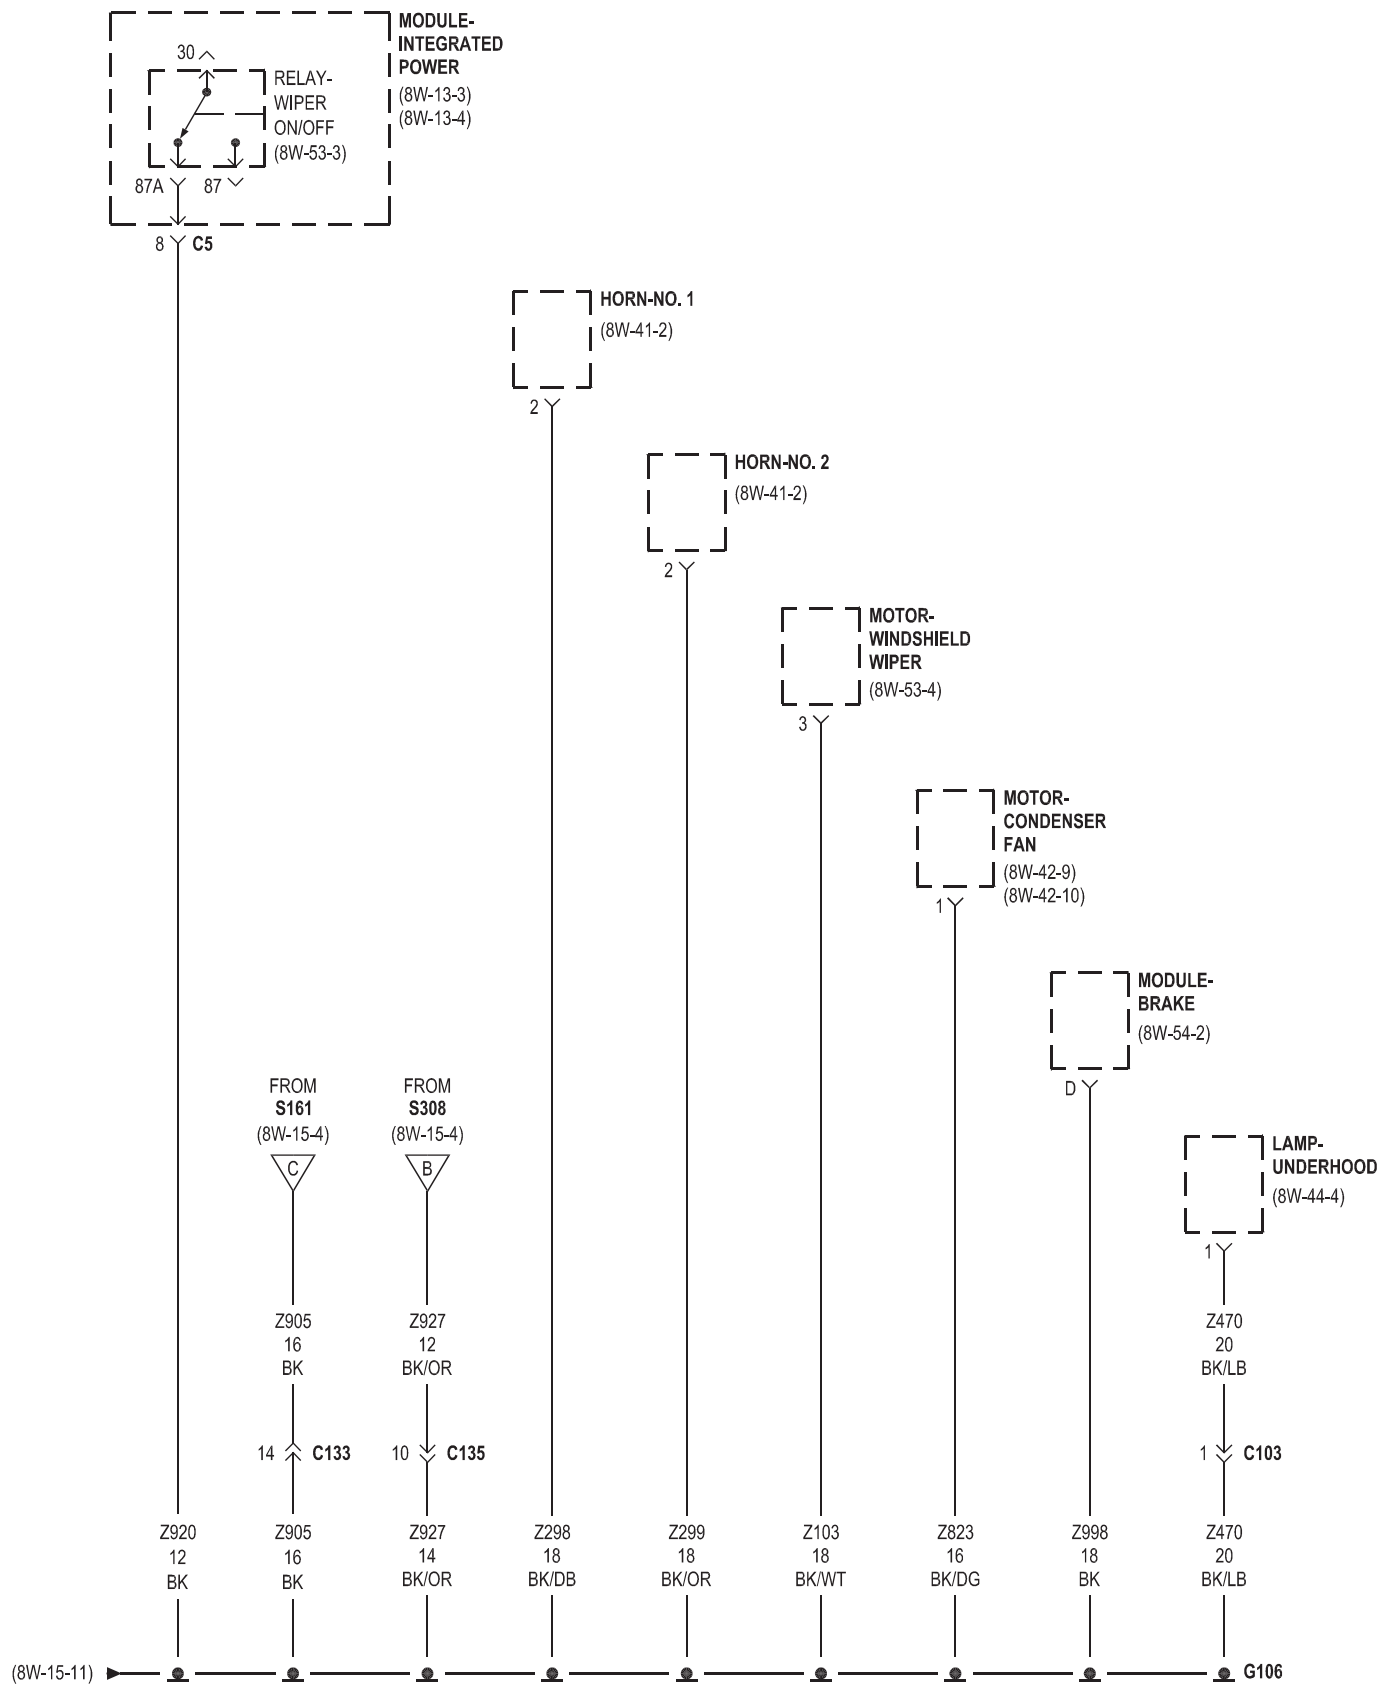 MODULE-
INTEGRATED
POWER
(8W-13-3)
(8W-13-4)
30
RELAY-
WIPER
ON/OFF
(8W-53-3)
87A
87
8
C5
HORN-NO. 1
(8W-41-2)
2
HORN-NO. 2
(8W-41-2)
2
MOTOR-
WINDSHIELD
WIPER
(8W-53-4)
3
MOTOR-
CONDENSER
FAN
(8W-42-9)
(8W-42-10)
1
MODULE-
BRAKE
(8W-54-2)
D
FROM
S161
(8W-15-4)
C
FROM
S308
(8W-15-4)
B
LAMP-
UNDERHOOD
(8W-44-4)
1
Z905
16
BK
Z927
12
BK/OR
Z470
20
BK/LB
14
C133
10
C135
1
C103
Z920
12
BK
Z905
16
BK
Z927
14
BK/OR
Z298
18
BK/DB
Z299
18
BK/OR
Z103
18
BK/WT
Z823
16
BK/DG
Z998
18
BK
Z470
20
BK/LB
(8W-15-11)
G106